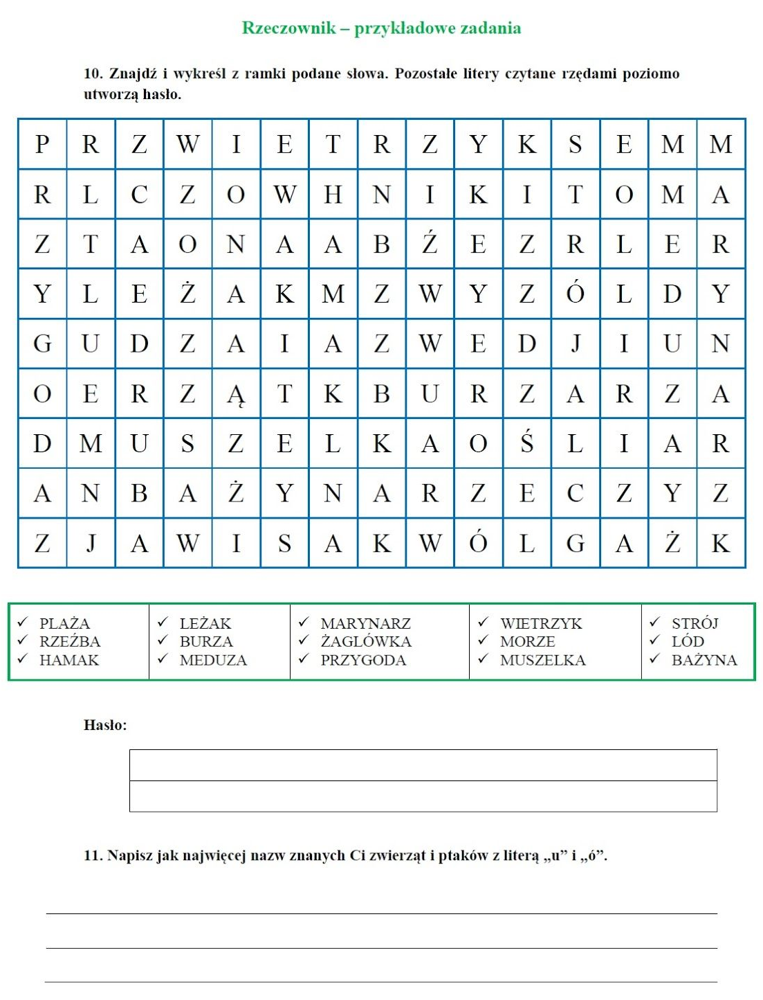 Rzeczownik – przykładowe zadania
10. Znajdź i wykreśl z ramki podane słowa. Pozostałe litery czytane rzędami poziomo
utworzą hasło.
P R Z W I E T R Z Y K S E M M
R L C Z O W H N I K I T O M A
Z T A O N A A B Ź E Z R L E R
Y L E Ż A K M Z W Y Z Ó L D Y
G U D Z A I A Z W E D J I U N
O E R Z Ą T K B U R Z A R Z A
D M U S Z E L K A O Ś L I A R
A N B A Ż Y N A R Z E C Z Y Z
Z J A W I S A K W Ó L G A Ż K
✓ PLAŻA ✓ LEŻAK ✓ MARYNARZ ✓ WIETRZYK ✓ STRÓJ
✓ RZEŹBA ✓ BURZA ✓ ŻAGLÓWKA ✓ MORZE ✓ LÓD
✓ HAMAK ✓ MEDUZA ✓ PRZYGODA ✓ MUSZELKA ✓ BAŻYNA
Hasło:
11. Napisz jak najwięcej nazw znanych Ci zwierząt i ptaków z literą „u” i „ó”.